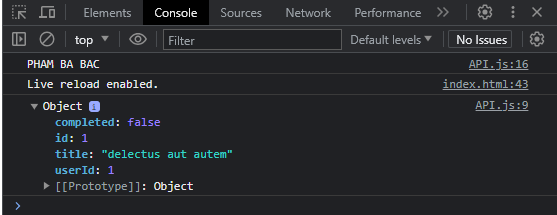 Elements Console Sources Network Performance »
top Filter Default levels No Issues
PHAM BA BAC API.js:16
Live reload enabled. index.html:43
Object i API.js:9
completed: false
id: 1
title: "delectus aut autem"
userId: 1
[[Prototype]]: Object
>